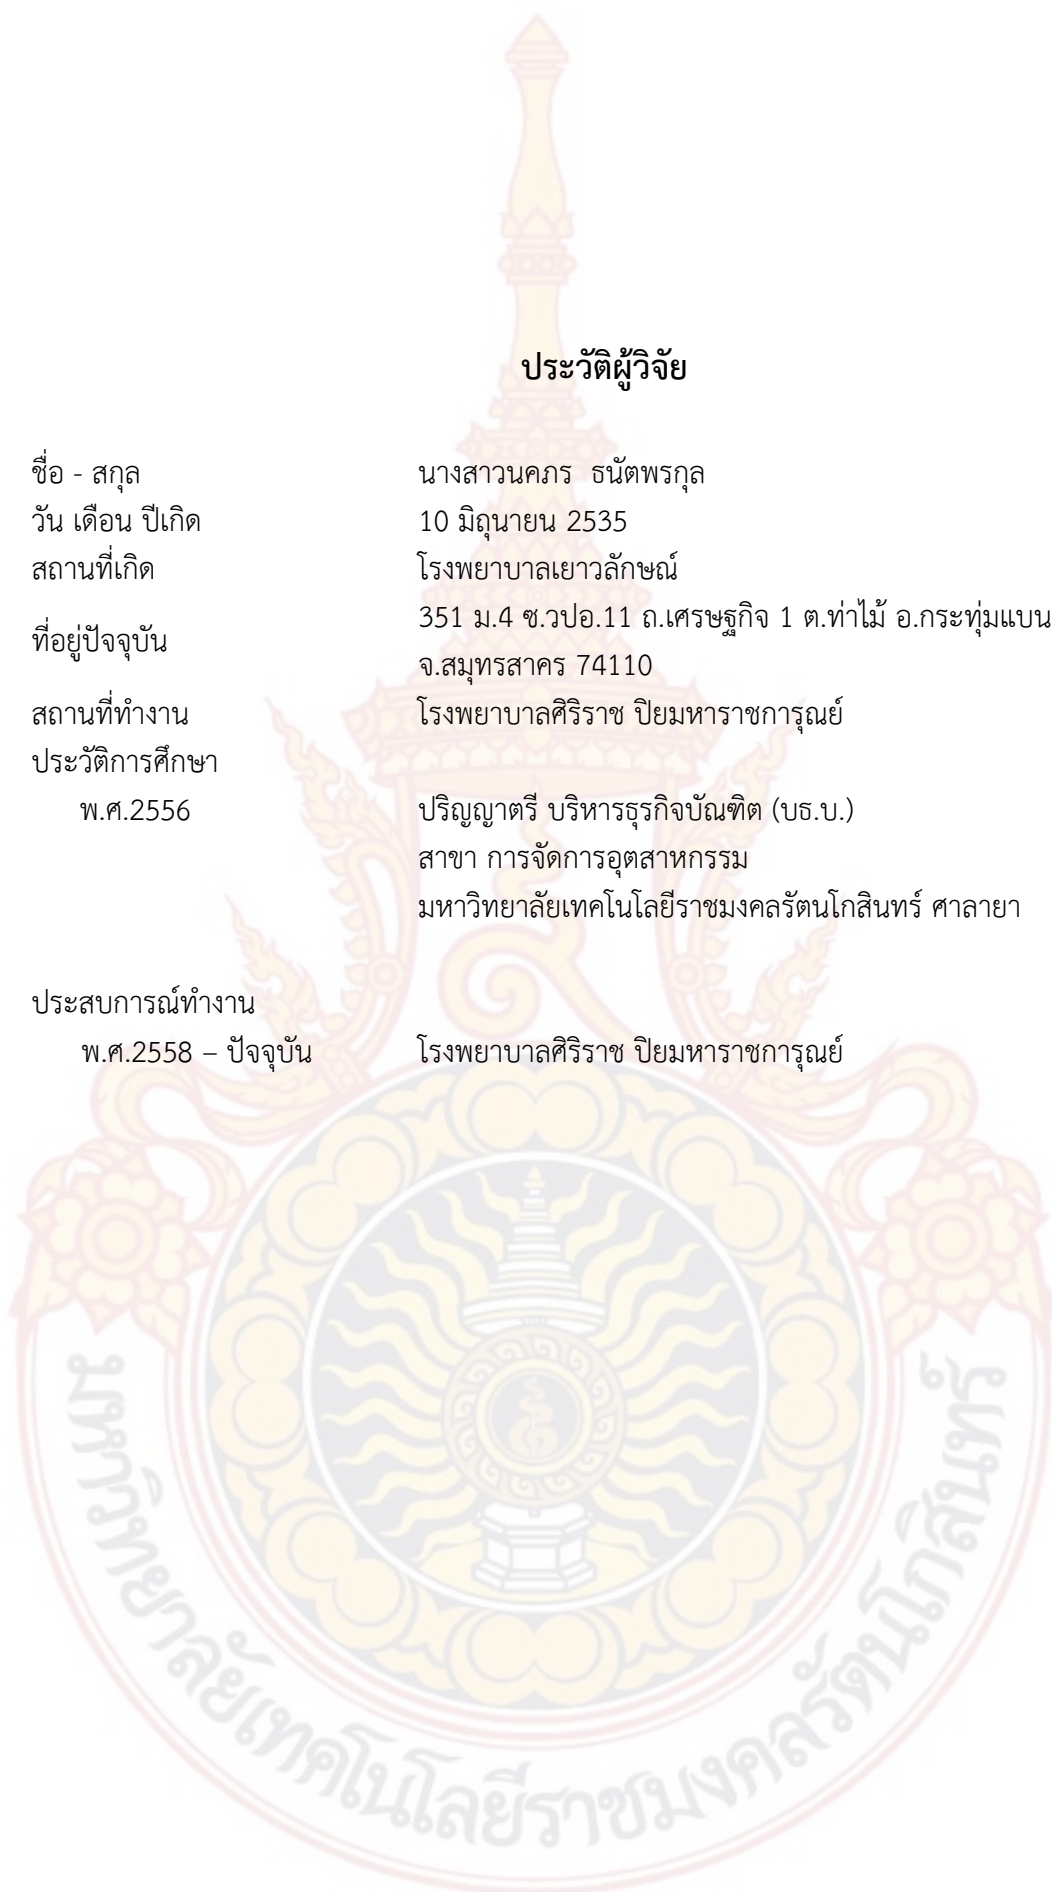 ประวัติผู้วิจัย
ชื่อ - สกุล นางสาวนคภร ธนัตพรกุล
วัน เดือน ปีเกิด 10 มิถุนายน 2535
สถานที่เกิด โรงพยาบาลเยาวลักษณ์
ที่อยู่ปัจจุบัน 351 ม.4 ซ.วปอ.11 ถ.เศรษฐกิจ 1 ต.ท่าไม้ อ.กระทุ่มแบน
จ.สมุทรสาคร 74110
สถานที่ทำงาน โรงพยาบาลศิริราช ปิยมหาราชการุณย์
ประวัติการศึกษา
พ.ศ.2556 ปริญญาตรี บริหารธุรกิจบัณฑิต (บธ.บ.)
สาขา การจัดการอุตสาหกรรม
มหาวิทยาลัยเทคโนโลยีราชมงคลรัตนโกสินทร์ ศาลายา
ประสบการณ์ทำงาน
พ.ศ.2558 – ปัจจุบัน โรงพยาบาลศิริราช ปิยมหาราชการุณย์
มหาวิทยาลัยเทคโนโลยีราชมงคลรัตนโกสินทร์